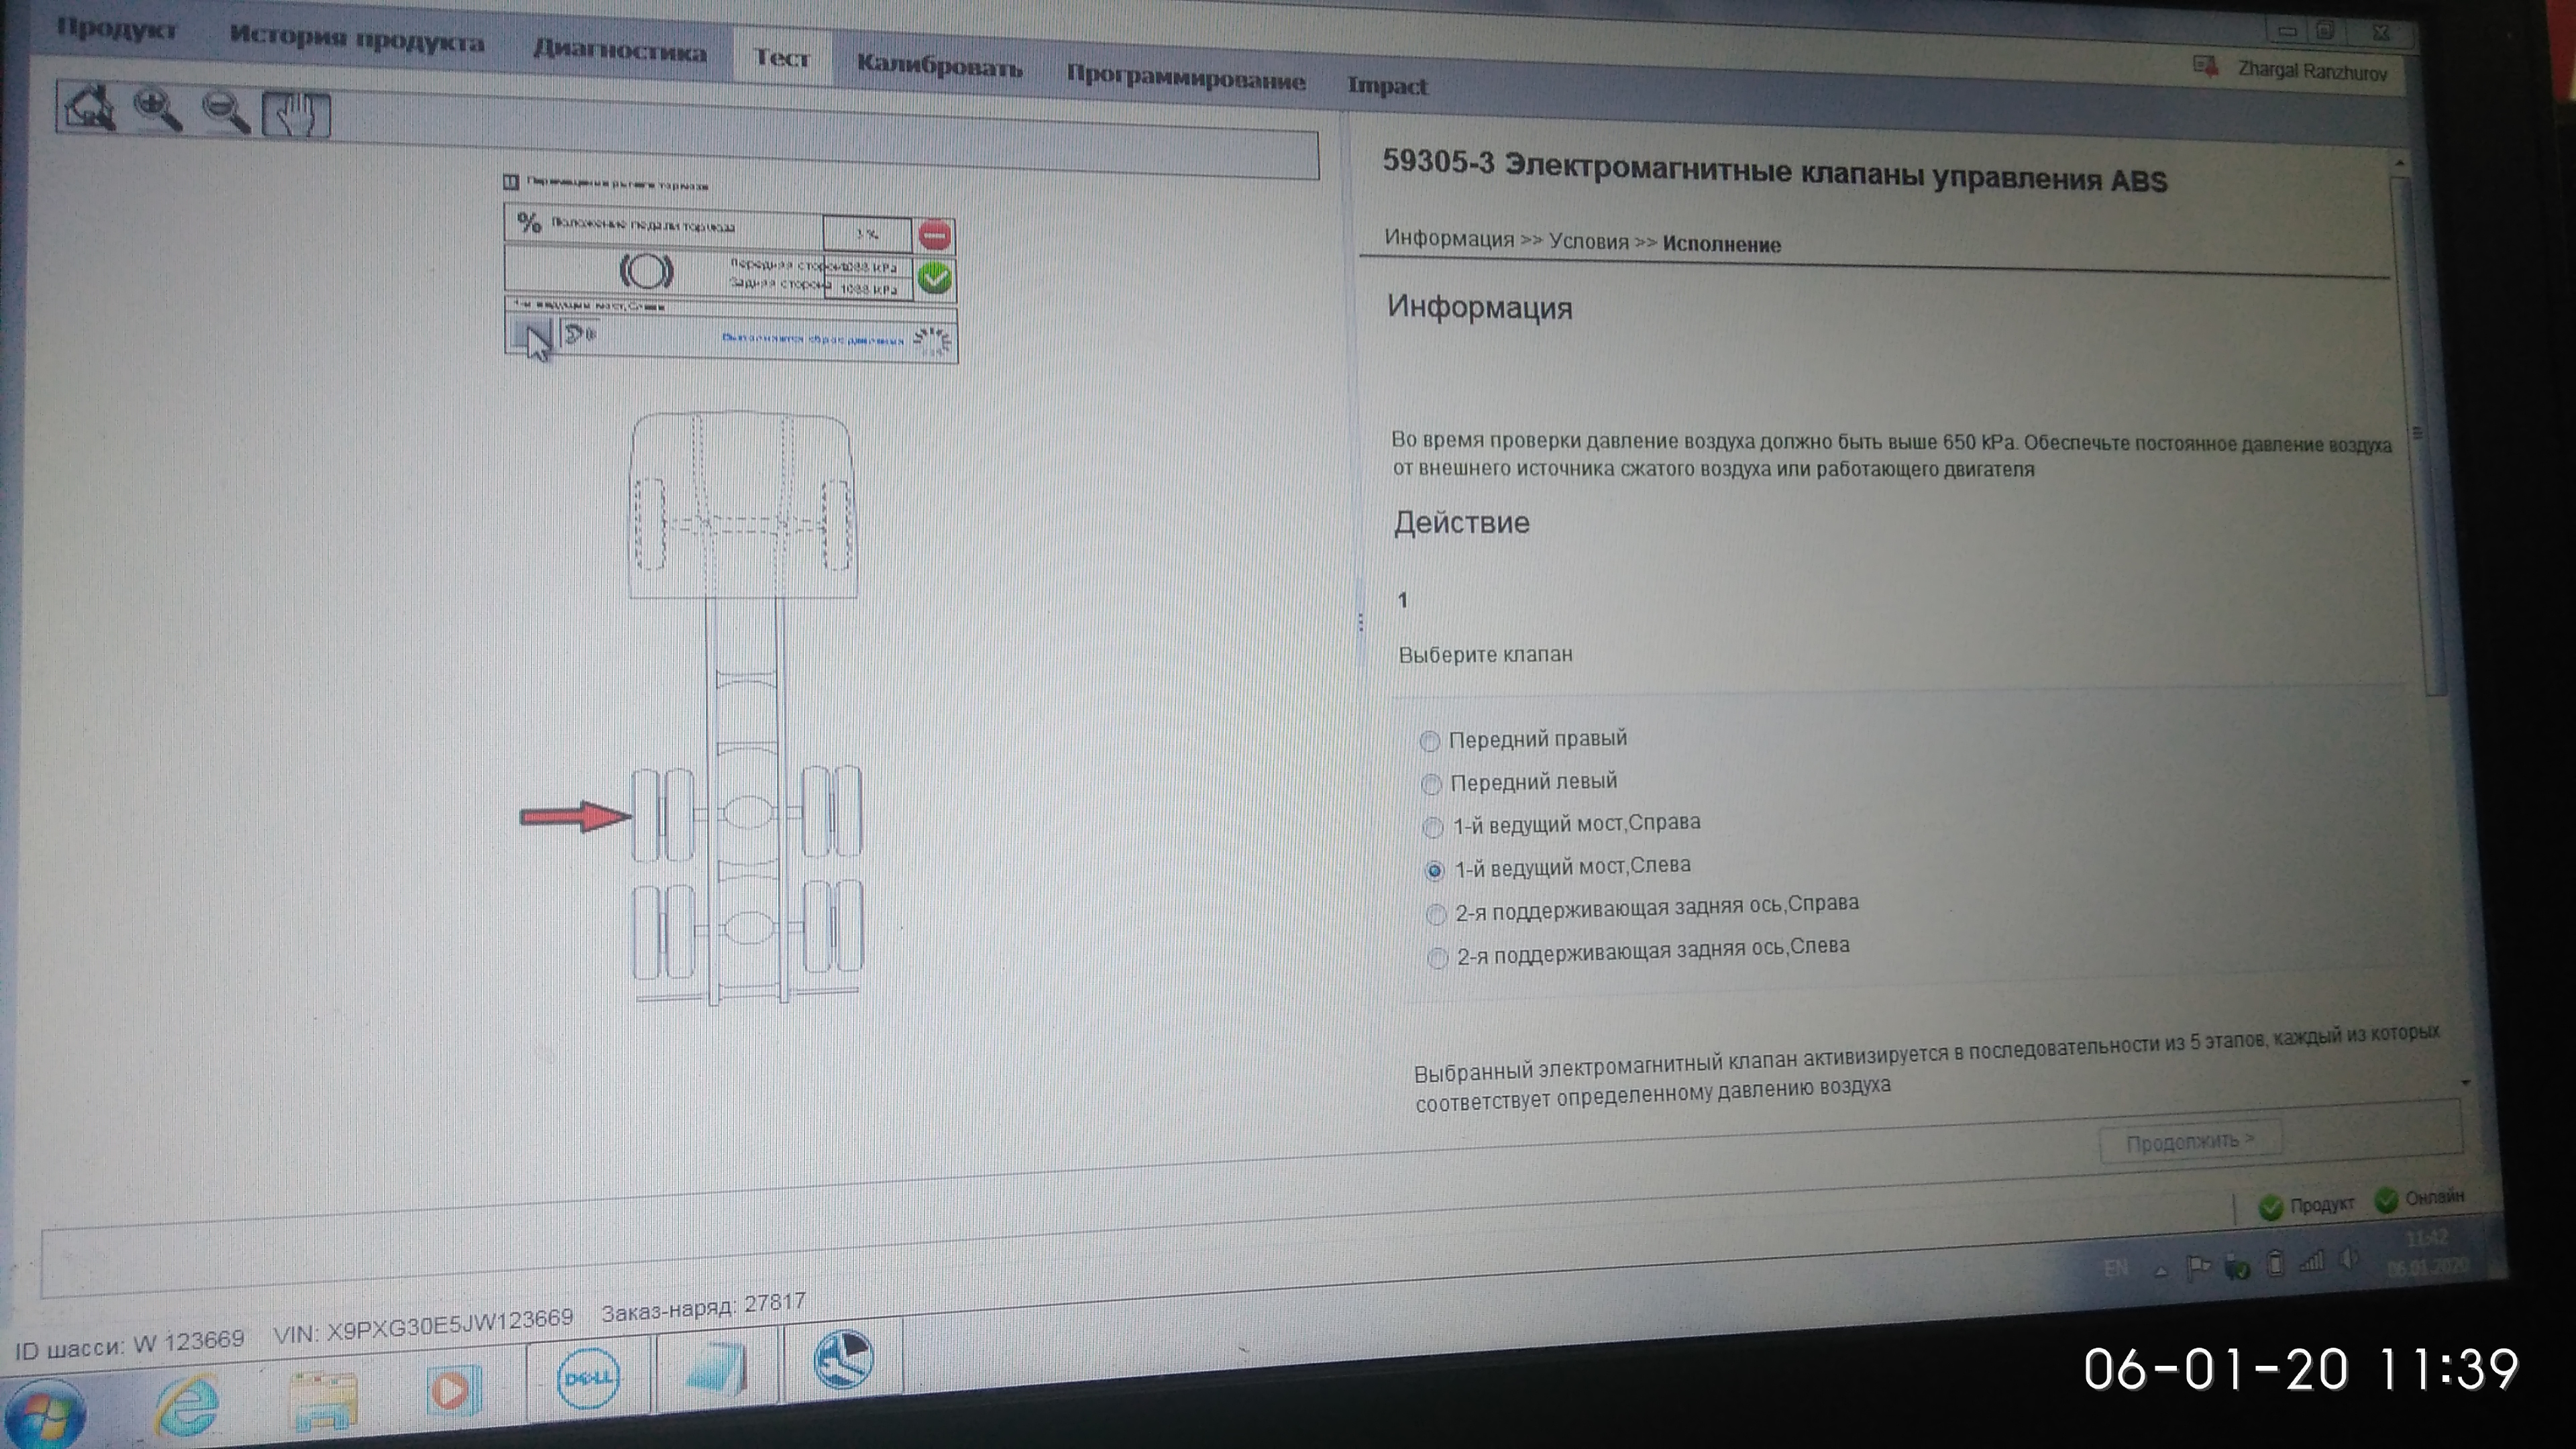 Продукт История продукта Диагностика Тест Калибровать Программирование Impact
Zhargal Ranzhurov
Перемещение рычага тормаза
% Положение педали тормоза
Передняя сторона
Задняя сторона 1088 kPa
1-й ведущий мост,Слева
Выполняется сброс давления
59305-3 Электромагнитные клапаны управления ABS
Информация >> Условия >> Исполнение
Информация
Во время проверки давление воздуха должно быть выше 650 kPa. Обеспечьте постоянное давление воздуха
от внешнего источника сжатого воздуха или работающего двигателя
Действие
1
Выберите клапан
Передний правый
Передний левый
1-й ведущий мост,Справа
1-й ведущий мост,Слева
2-я поддерживающая задняя ось,Справа
2-я поддерживающая задняя ось,Слева
Выбранный электромагнитный клапан активизируется в последовательности из 5 этапов, каждый из которых
соответствует определенному давлению воздуха
Продолжить >
Продукт Онлайн
ID шасси: W 123669 VIN: X9PXG30E5JW123669 Заказ-наряд: 27817
EN 11:42
06.01.2020
DELL
06-01-20 11:39